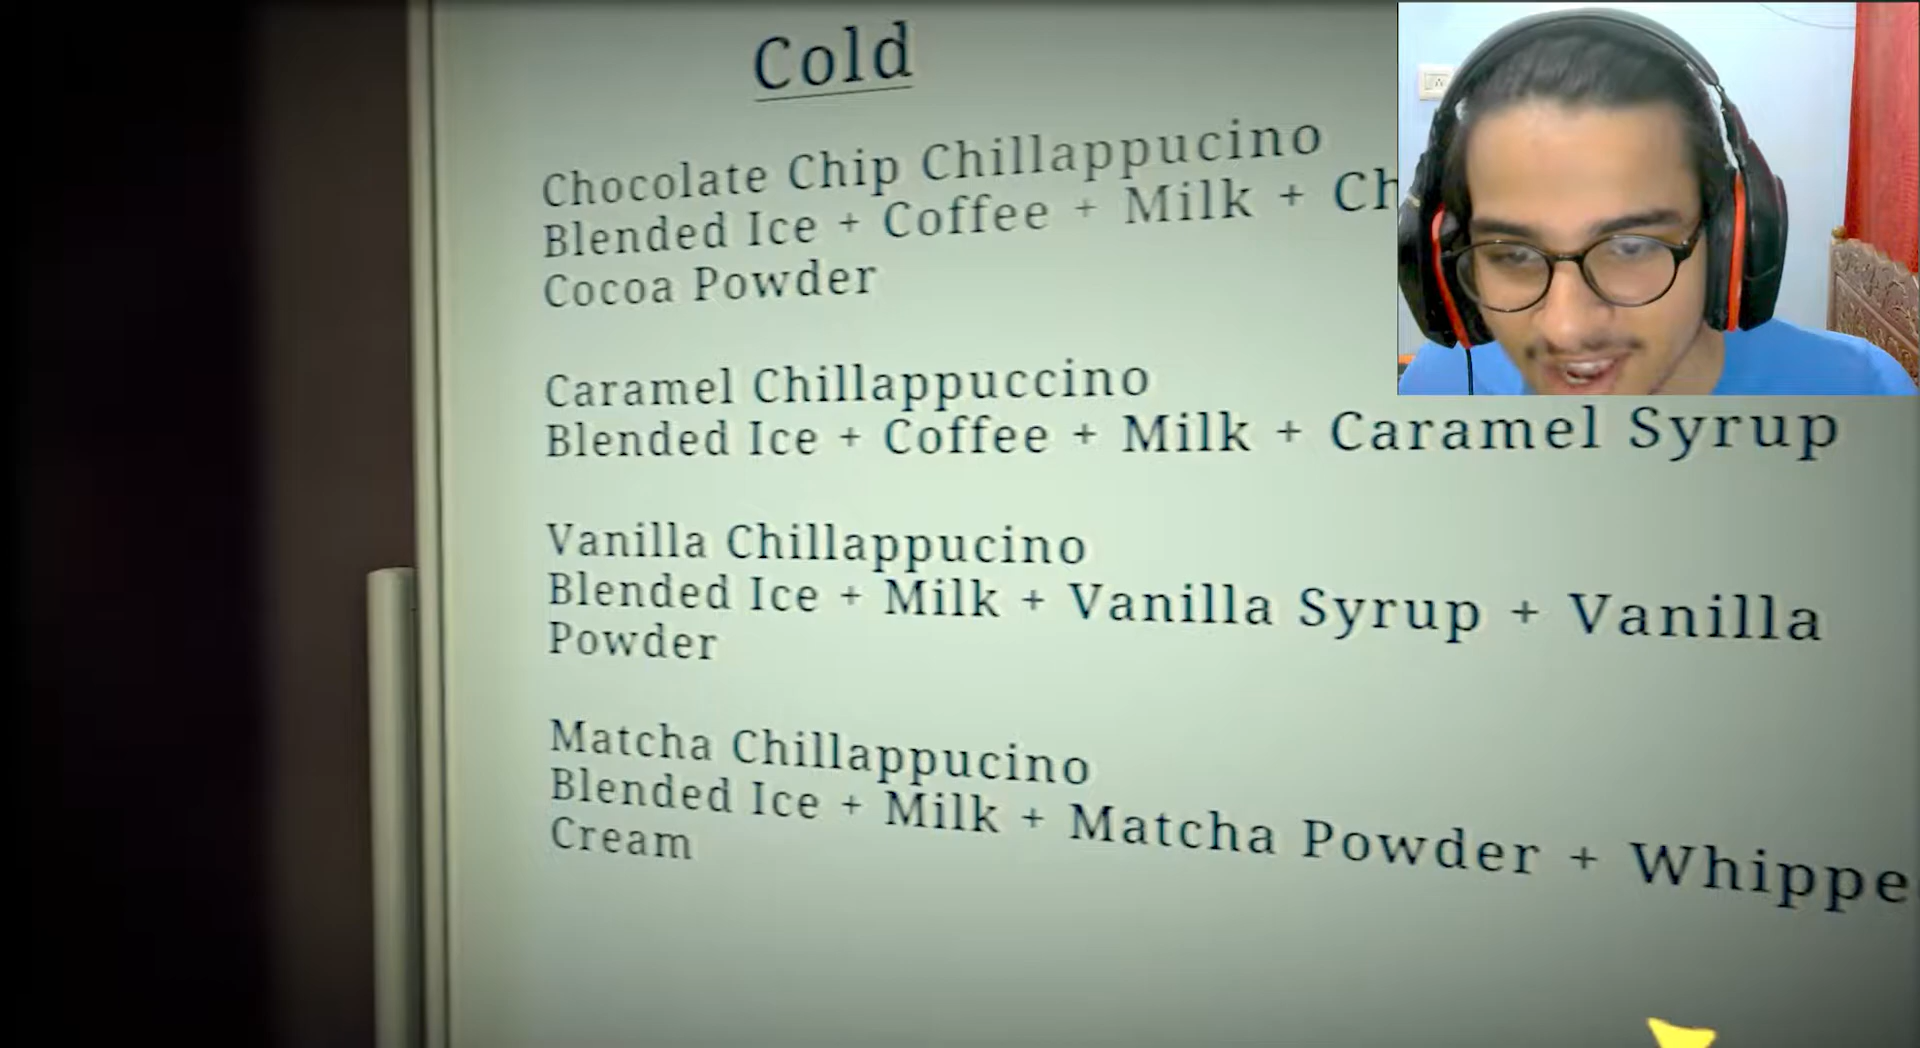 Cold
Chocolate Chip Chillappucino
Blended Ice + Coffee + Milk +
Cocoa Powder
Caramel Chillappuccino
Blended Ice + Coffee + Milk + Caramel Syrup
Vanilla Chillappucino
Blended Ice + Milk + Vanilla Syrup + Vanilla
Powder
Matcha Chillappucino
Blended Ice + Milk + Matcha Powder + Whippe
Cream